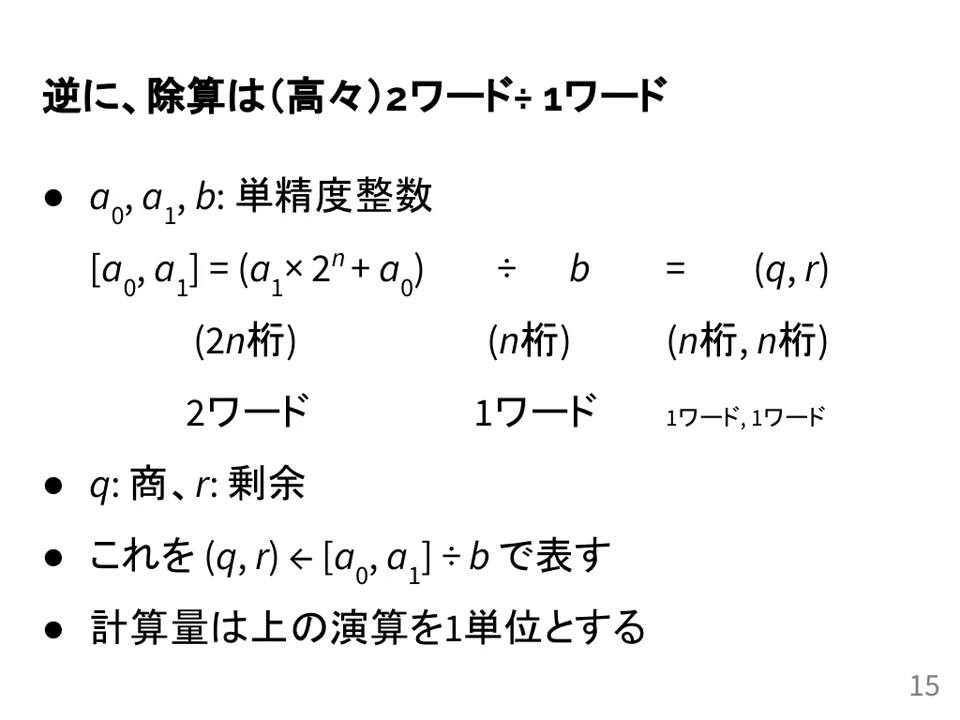 逆に、除算は（高々）2ワード÷ 1ワード
● a₀, a₁, b: 単精度整数
[a₀, a₁] = (a₁× 2ⁿ + a₀) ÷ b = (q, r)
(2n桁) (n桁) (n桁, n桁)
2ワード 1ワード 1ワード, 1ワード
● q: 商、r: 剰余
● これを (q, r) ← [a₀, a₁] ÷ b で表す
● 計算量は上の演算を1単位とする
15